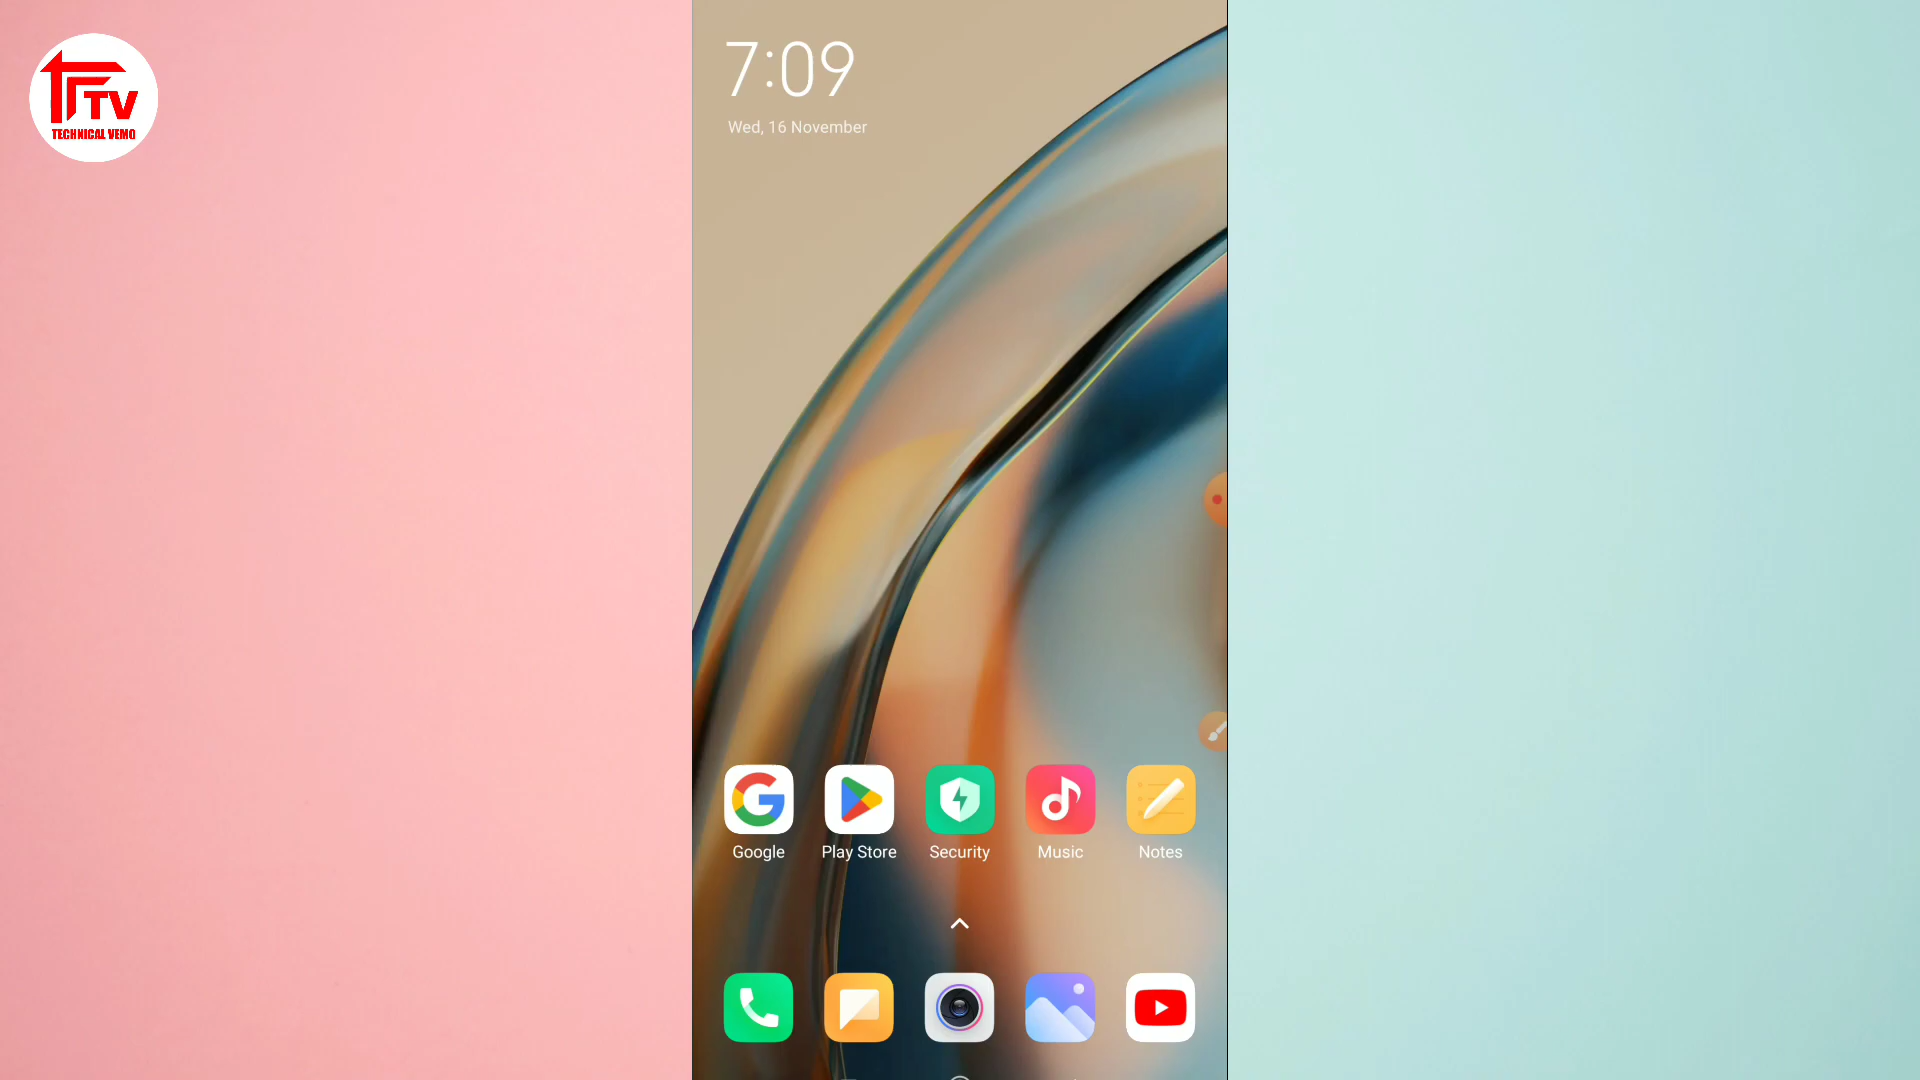 TV
TECHNICAL VEMO
7:09
Wed, 16 November
Google
Play Store
Security
Music
Notes